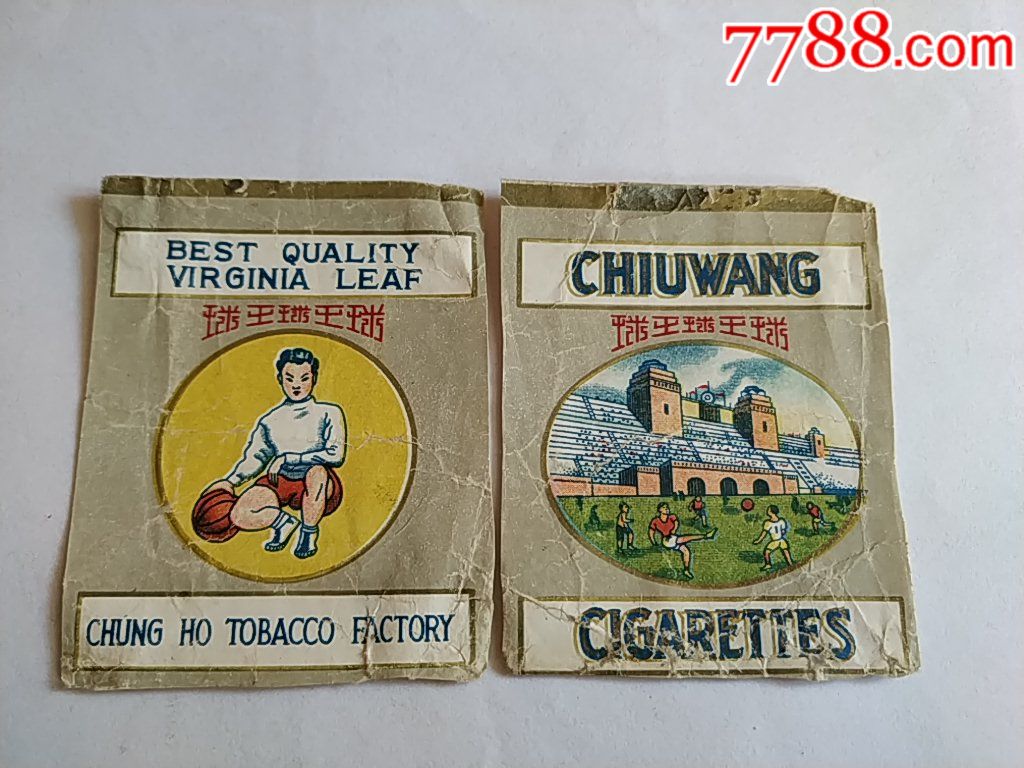 7788.com
BEST QUALITY
VIRGINIA LEAF
球王球王球
CHUNG HO TOBACCO FACTORY
CHIUWANG
球王球王球
CIGARETTES